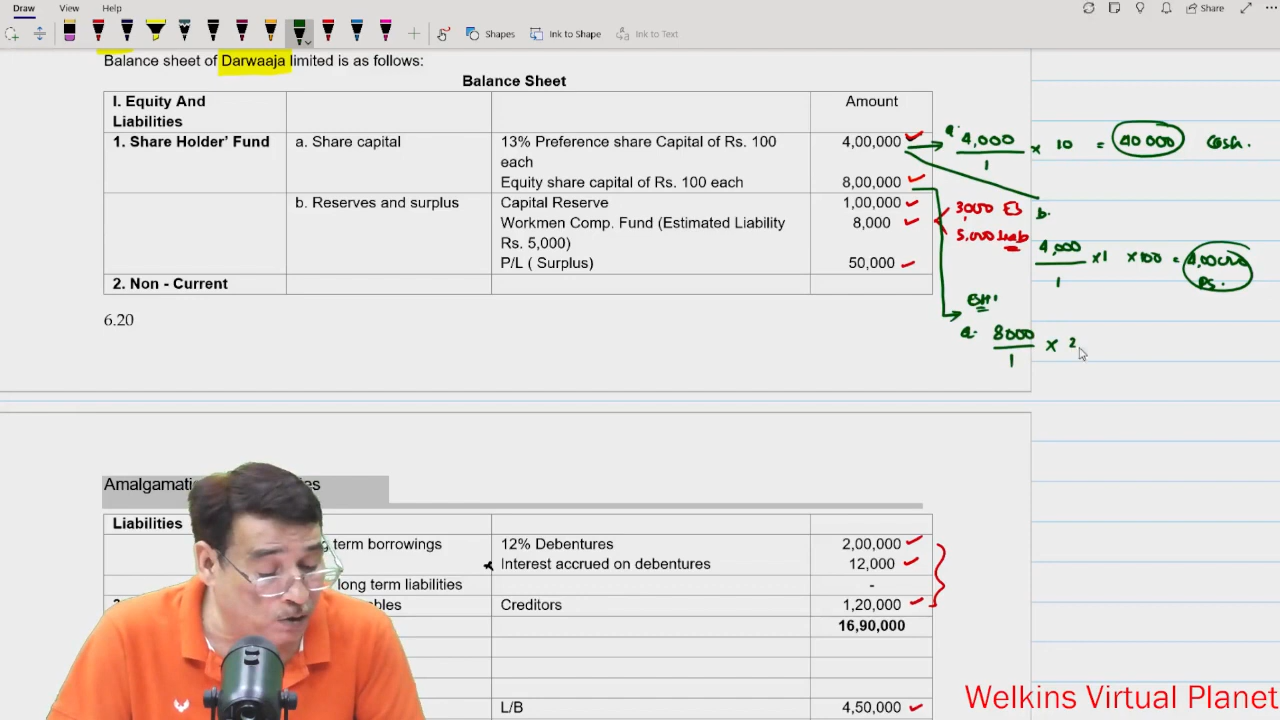 Draw View Help Share
Shapes Ink to Shape Ink to Text
Balance sheet of Darwaaja limited is as follows:
Balance Sheet
I. Equity And Liabilities Amount
1. Share Holder' Fund a. Share capital 13% Preference share Capital of Rs. 100 each 4,00,000
Equity share capital of Rs. 100 each 8,00,000
b. Reserves and surplus Capital Reserve 1,00,000
Workmen Comp. Fund (Estimated Liability Rs. 5,000) 8,000
P/L ( Surplus) 50,000
2. Non - Current
6.20
a. 4,000 / 1 x 10 = 40 000 Cash.
3000 ES
5,000 Liab
b.
4,000 / 1 x1 x100 = 4,00,000 PS.
ESH
a. 8000 / 1 x 2
Liabilities
term borrowings 12% Debentures 2,00,000
Interest accrued on debentures 12,000
long term liabilities -
Creditors 1,20,000
16,90,000
L/B 4,50,000
Welkins Virtual Planet